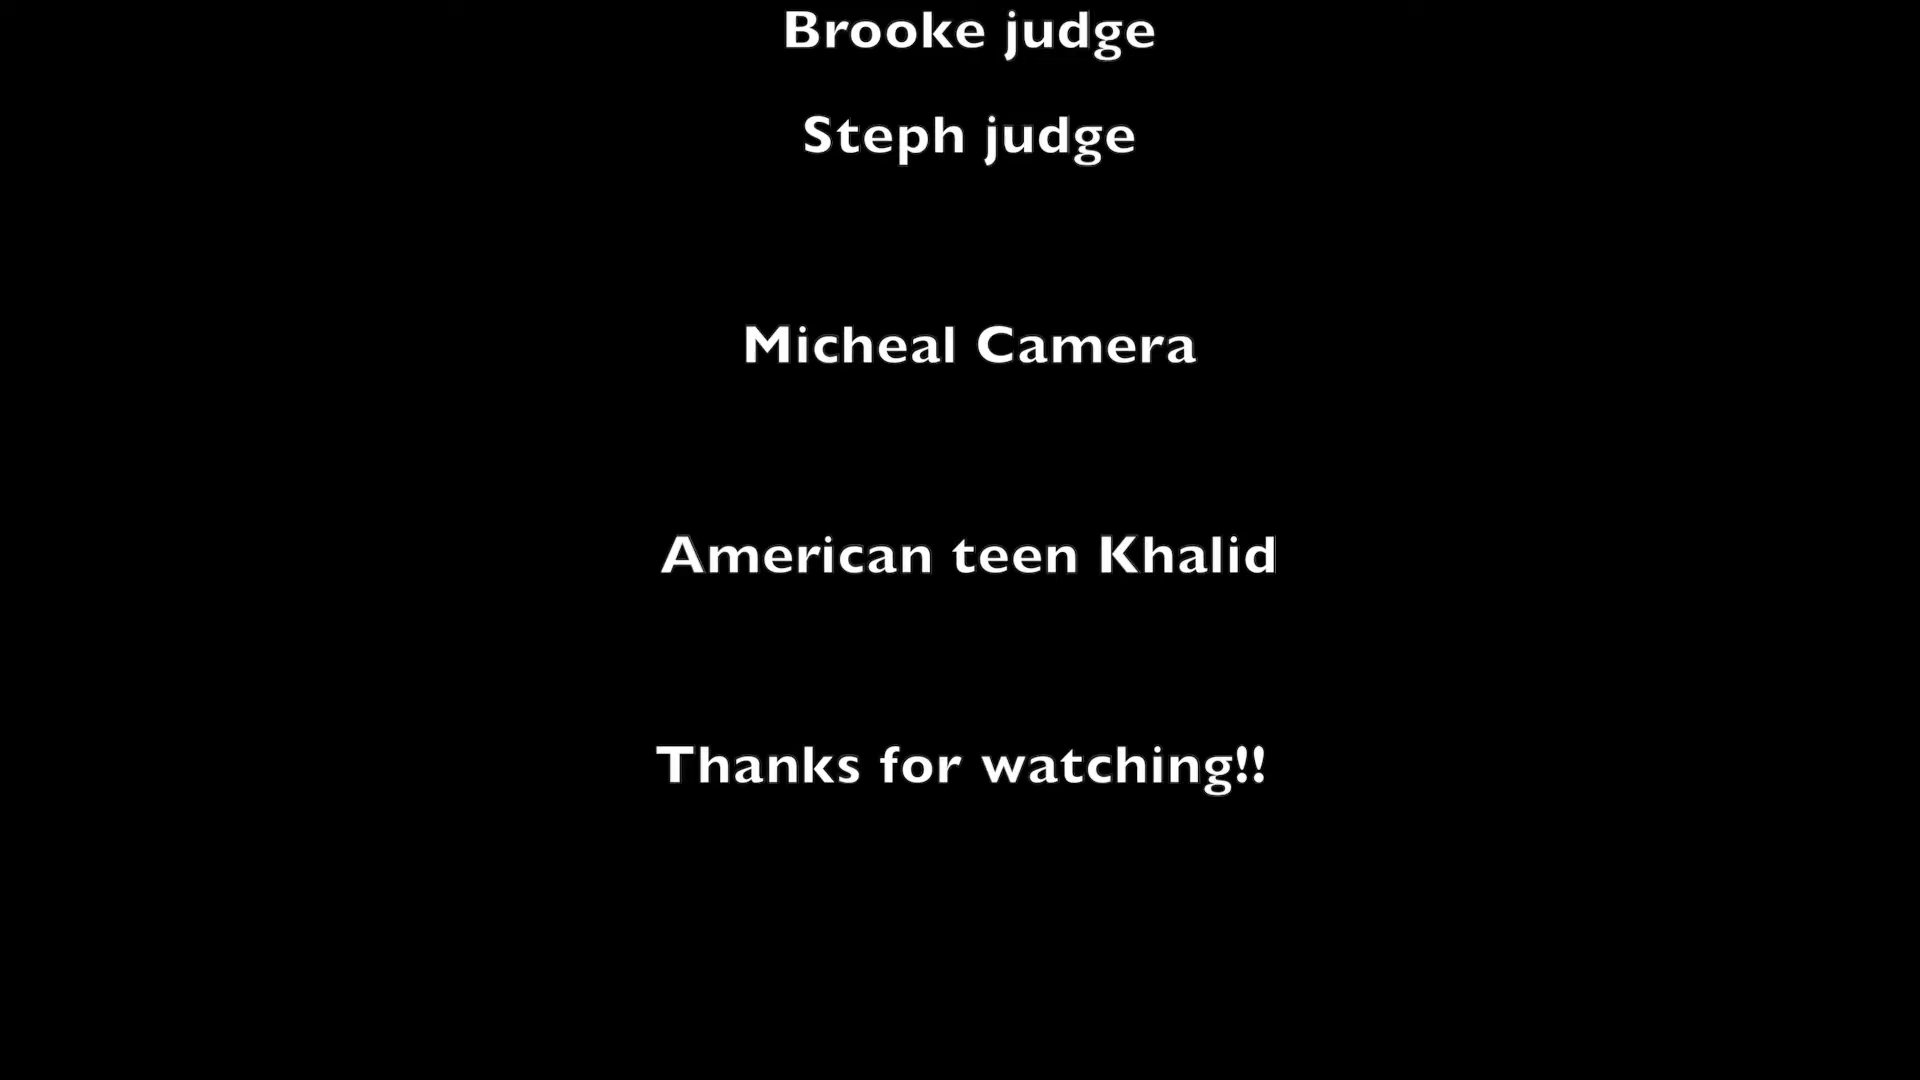 Brooke judge
Steph judge
Micheal Camera
American teen Khalid
Thanks for watching!!